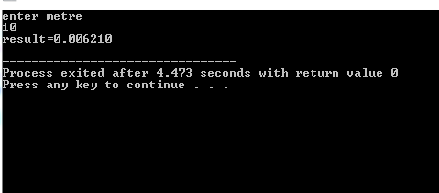 enter metre
10
result=0.006210

--------------------------------
Process exited after 4.473 seconds with return value 0
Press any key to continue . . .